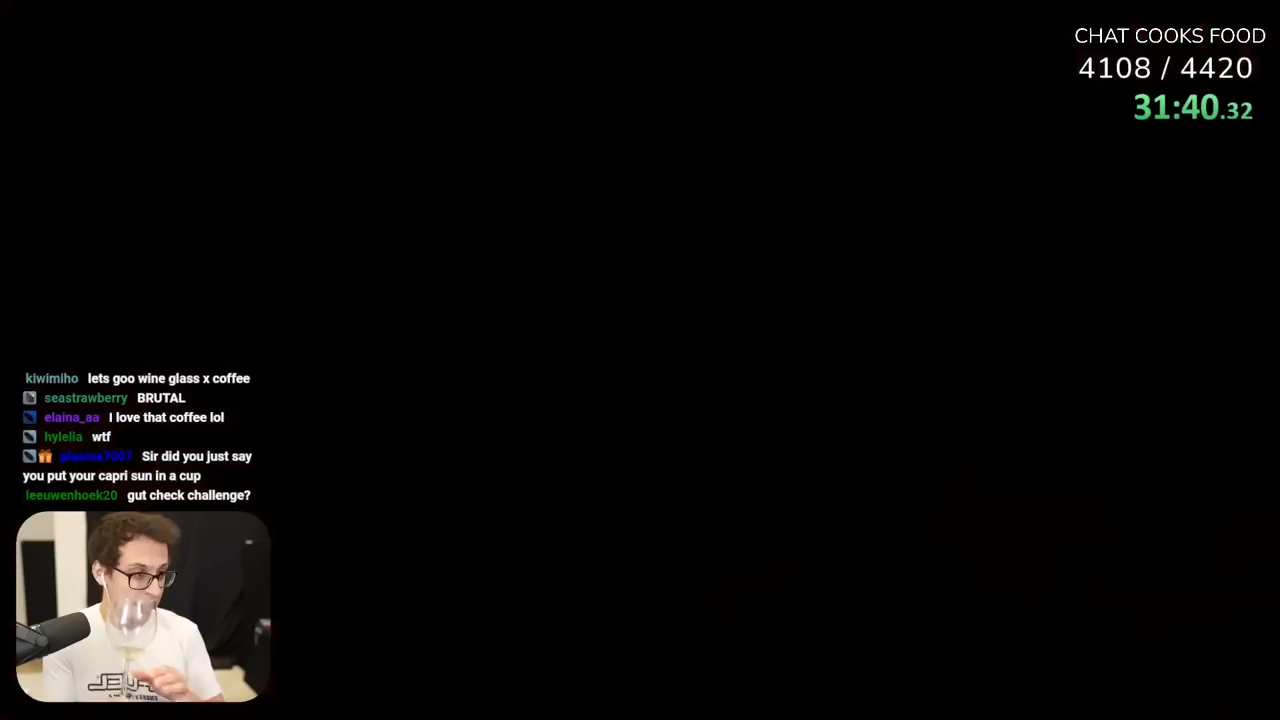 CHAT COOKS FOOD
4108 / 4420
31:40.32
kiwimiho lets goo wine glass x coffee
seastrawberry BRUTAL
elaina_aa I love that coffee lol
hylella wtf
plasma7007 Sir did you just say
you put your capri sun in a cup
leeuwenhoek20 gut check challenge?